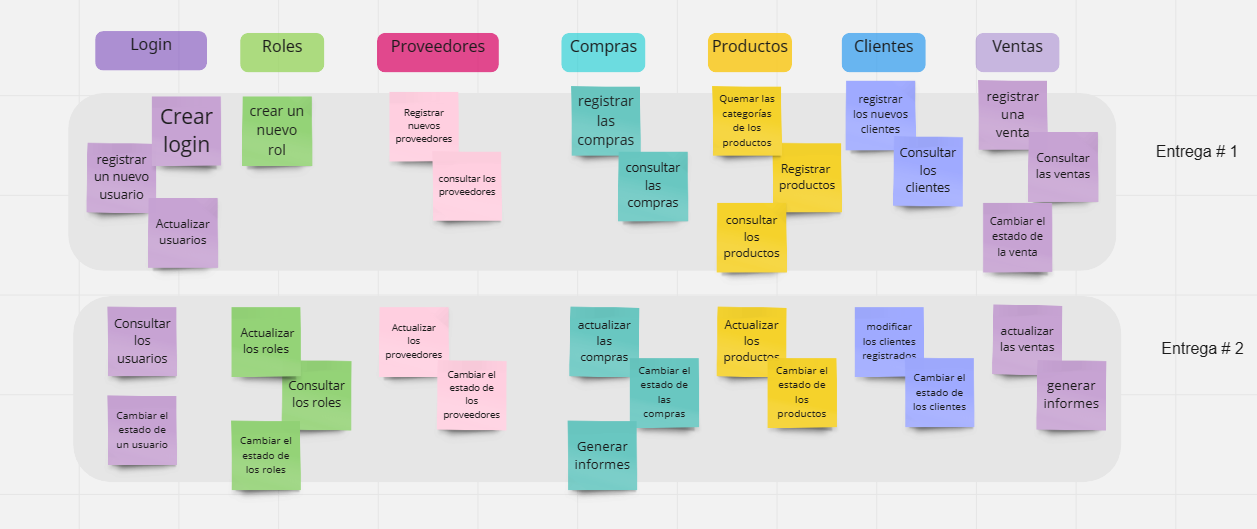 Login
Roles
Proveedores
Compras
Productos
Clientes
Ventas
Crear
login
registrar
un nuevo
usuario
Actualizar
usuarios
crear un
nuevo
rol
Registrar
nuevos
proveedores
consultar los
proveedores
registrar
las
compras
consultar
las
compras
Quemar las
categorías
de los
productos
Registrar
productos
consultar
los
productos
registrar
los nuevos
clientes
Consultar
los
clientes
registrar
una
venta
Consultar
las ventas
Cambiar el
estado de
la venta
Entrega # 1
Consultar
los
usuarios
Cambiar el
estado de
un usuario
Actualizar
los roles
Consultar
los roles
Cambiar el
estado de
los roles
Actualizar
los
proveedores
Cambiar el
estado de
los
proveedores
actualizar
las
compras
Cambiar el
estado de
las
compras
Generar
informes
Actualizar
los
productos
Cambiar el
estado de
los
productos
modificar
los clientes
registrados
Cambiar el
estado de
los clientes
actualizar
las ventas
generar
informes
Entrega # 2